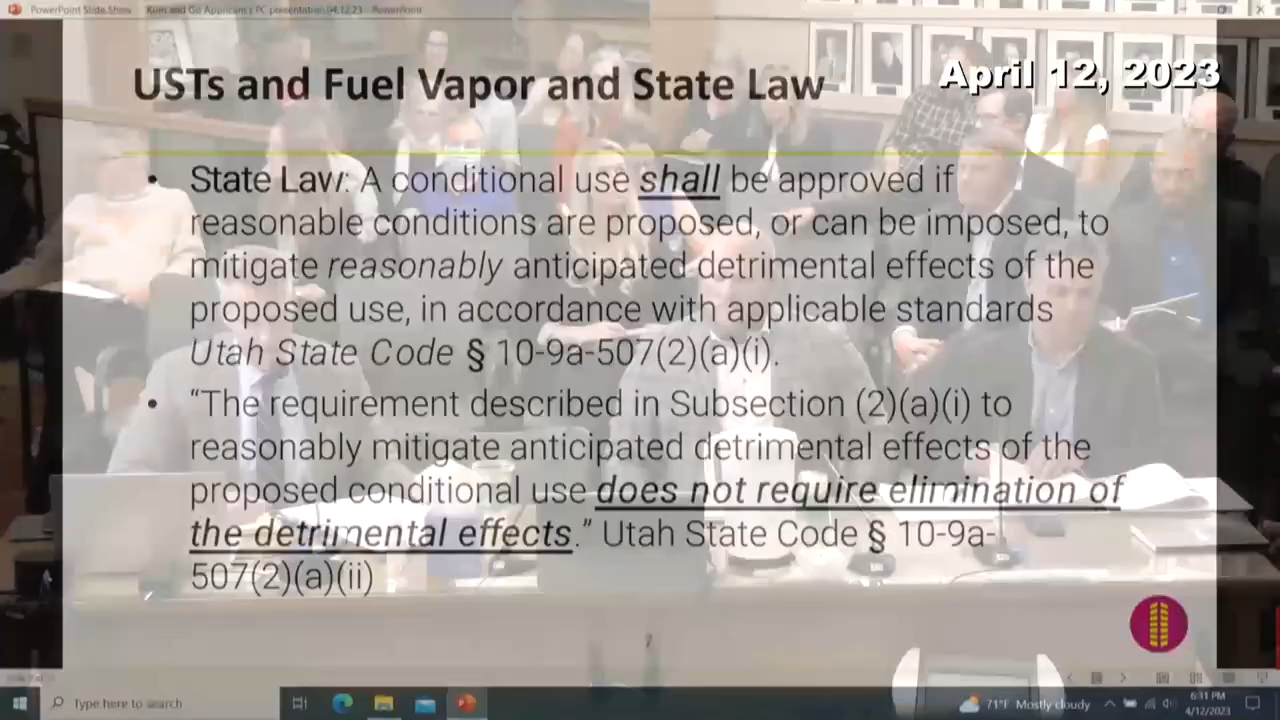 PowerPoint Slide Show Kum and Go Applicant's PC presentation 04.12.23 - PowerPoint
USTs and Fuel Vapor and State Law
April 12, 2023
• State Law: A conditional use shall be approved if
reasonable conditions are proposed, or can be imposed, to
mitigate reasonably anticipated detrimental effects of the
proposed use, in accordance with applicable standards
Utah State Code § 10-9a-507(2)(a)(i).
• “The requirement described in Subsection (2)(a)(i) to
reasonably mitigate anticipated detrimental effects of the
proposed conditional use does not require elimination of
the detrimental effects.” Utah State Code § 10-9a-
507(2)(a)(ii)
7
Type here to search
71°F Mostly cloudy
6:31 PM
4/12/2023